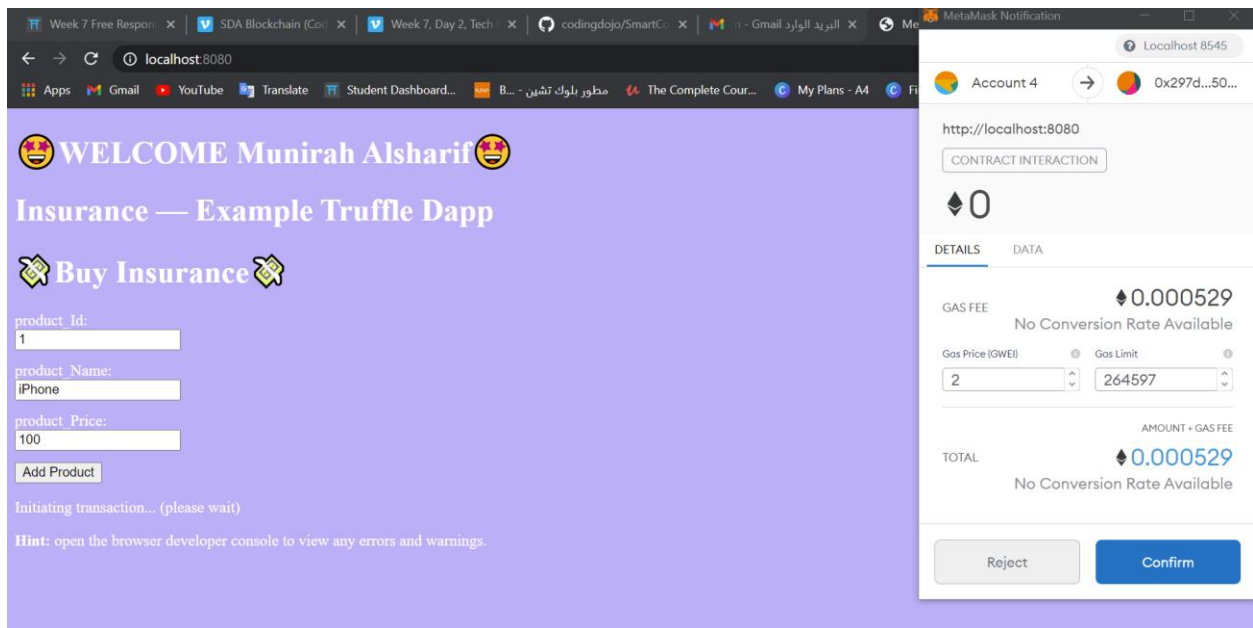 Week 7 Free Respon
SDA Blockchain (Cod
Week 7, Day 2, Tech
codingdojo/SmartCo
البريد الوارد - Gmail - n
Me
MetaMask Notification
localhost:8080
Apps
Gmail
YouTube
Translate
Student Dashboard...
مطور بلوك تشين - B...
The Complete Cour...
My Plans - A4
Fi
🤩WELCOME Munirah Alsharif🤩
Insurance — Example Truffle Dapp
💸Buy Insurance💸
product_Id:
1
product_Name:
iPhone
product_Price:
100
Add Product
Initiating transaction... (please wait)
Hint: open the browser developer console to view any errors and warnings.
Localhost 8545
Account 4
0x297d...50...
http://localhost:8080
CONTRACT INTERACTION
0
DETAILS DATA
GAS FEE 0.000529
No Conversion Rate Available
Gas Price (GWEI) Gas Limit
2 264597
AMOUNT + GAS FEE
TOTAL 0.000529
No Conversion Rate Available
Reject Confirm